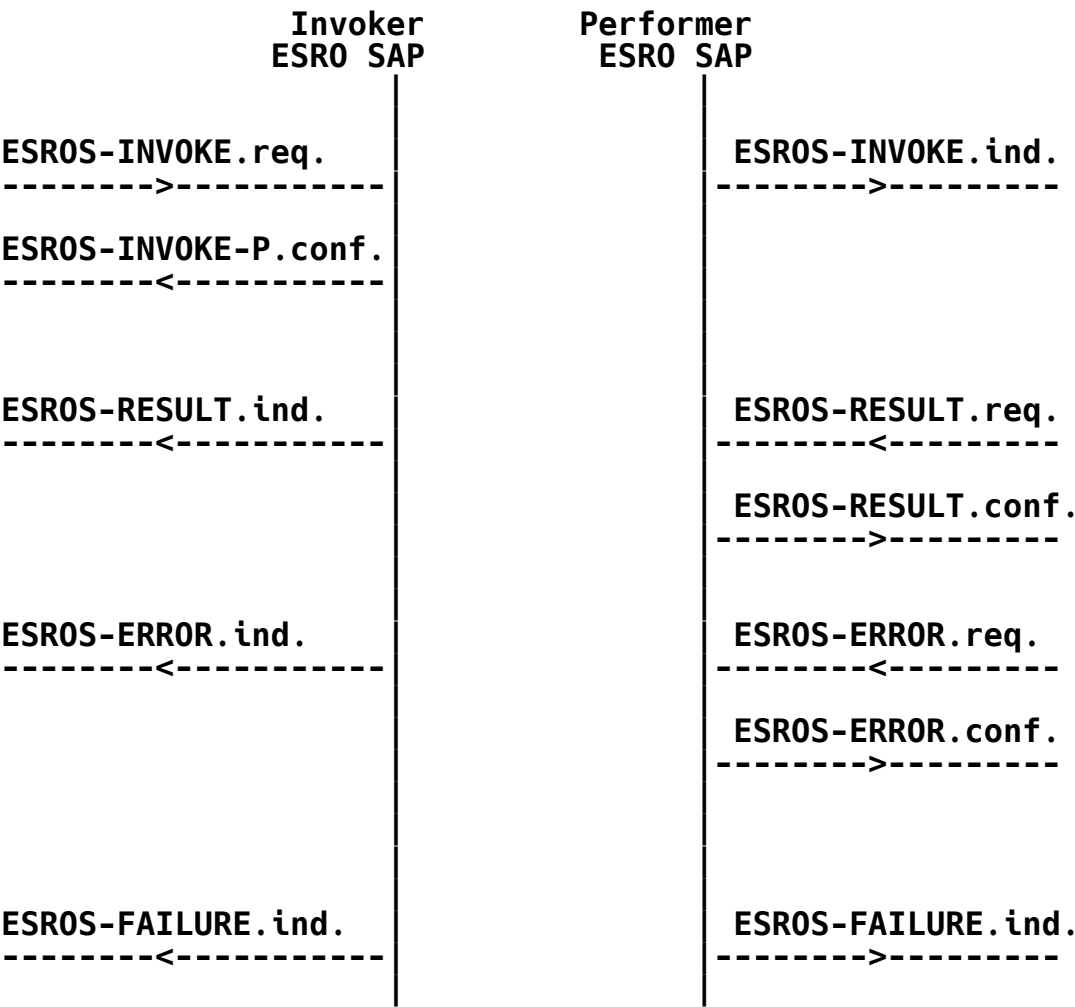 Invoker Performer
ESRO SAP ESRO SAP
ESROS-INVOKE.req. ESROS-INVOKE.ind.
-------->----------- -------->---------
ESROS-INVOKE-P.conf.
--------<-----------
ESROS-RESULT.ind. ESROS-RESULT.req.
--------<----------- --------<---------
ESROS-RESULT.conf.
-------->---------
ESROS-ERROR.ind. ESROS-ERROR.req.
--------<----------- --------<---------
ESROS-ERROR.conf.
-------->---------
ESROS-FAILURE.ind. ESROS-FAILURE.ind.
--------<----------- -------->---------